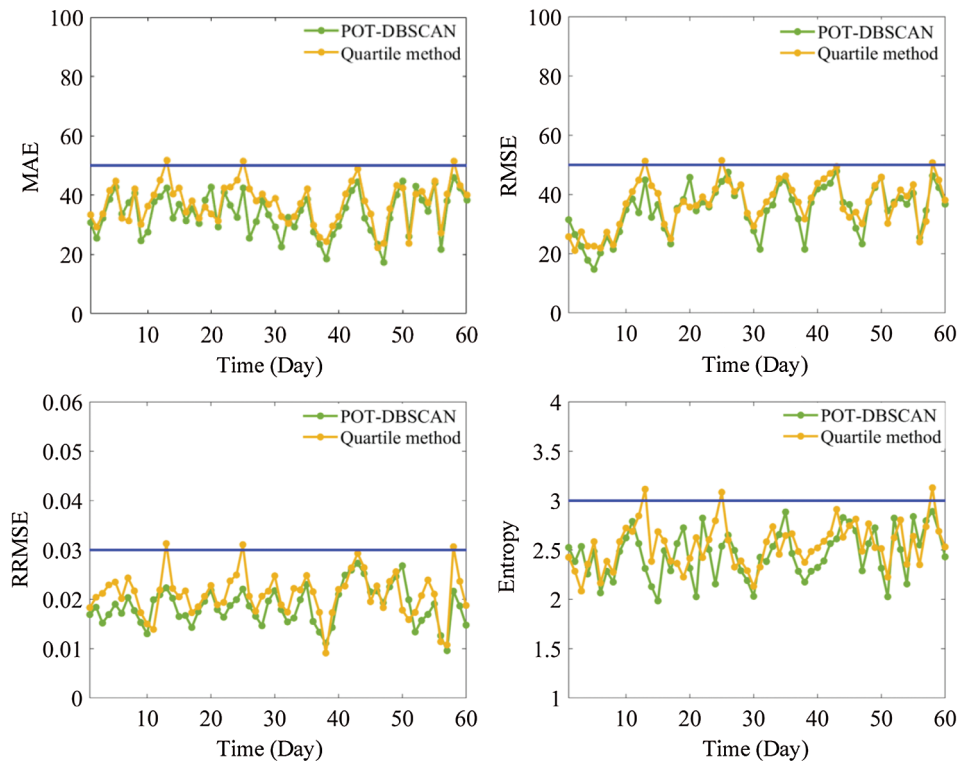 100
80
60
40
20
0
MAE
POT-DBSCAN
Quartile method
10 20 30 40 50 60
Time (Day)
100
80
60
40
20
0
RMSE
POT-DBSCAN
Quartile method
10 20 30 40 50 60
Time (Day)
0.06
0.05
0.04
0.03
0.02
0.01
0
RRMSE
POT-DBSCAN
Quartile method
10 20 30 40 50 60
Time (Day)
4
3.5
3
2.5
2
1.5
1
Entropy
POT-DBSCAN
Quartile method
10 20 30 40 50 60
Time (Day)